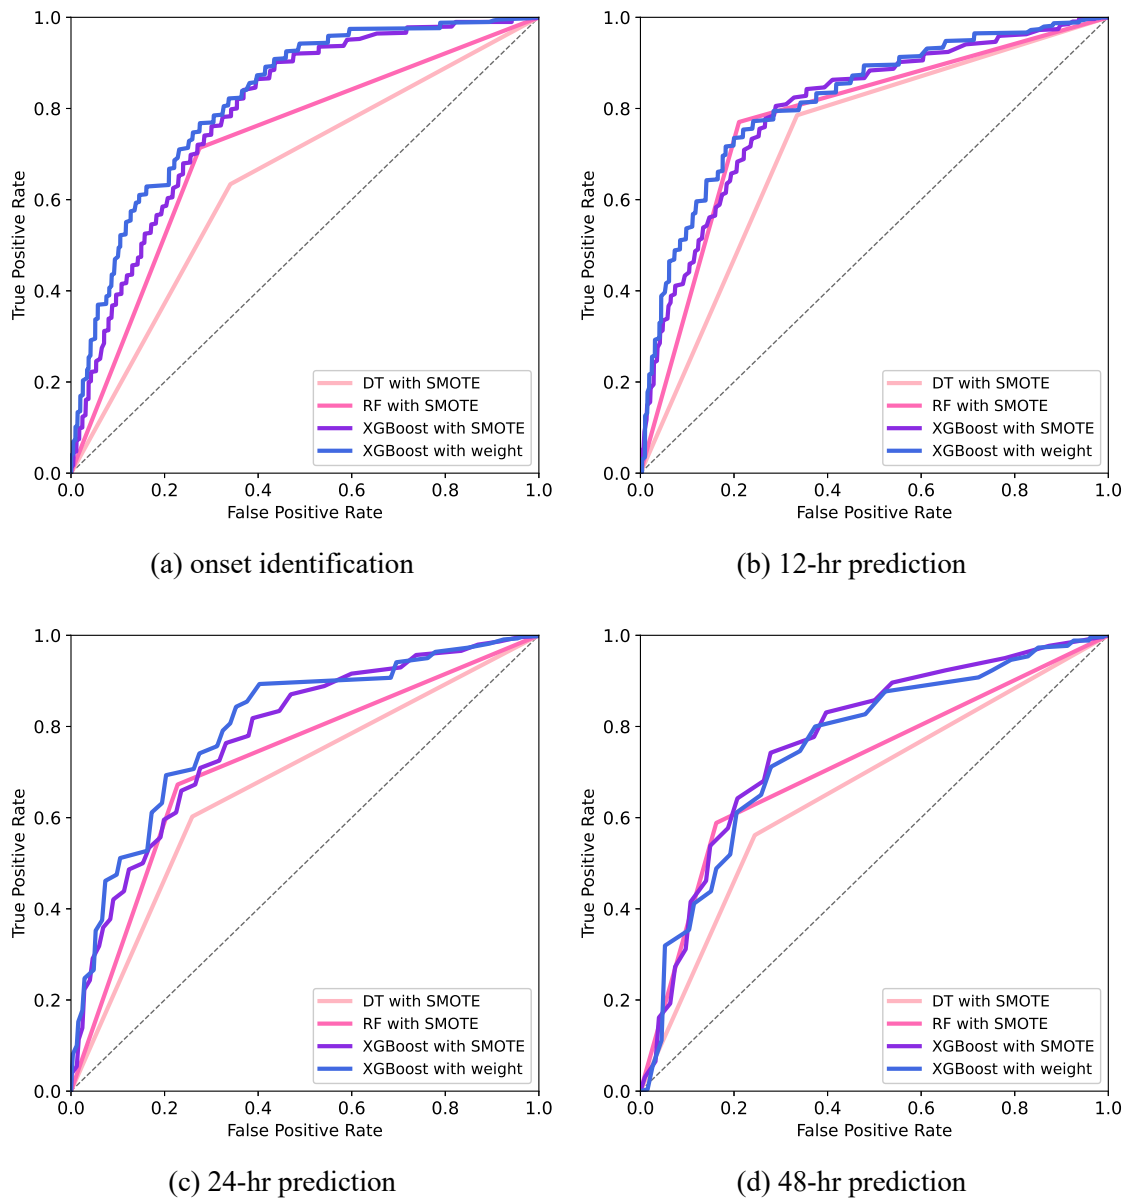 1.0
0.8
0.6
0.4
0.2
0.0
0.0 0.2 0.4 0.6 0.8 1.0
True Positive Rate
False Positive Rate
DT with SMOTE
RF with SMOTE
XGBoost with SMOTE
XGBoost with weight
(a) onset identification
1.0
0.8
0.6
0.4
0.2
0.0
0.0 0.2 0.4 0.6 0.8 1.0
True Positive Rate
False Positive Rate
DT with SMOTE
RF with SMOTE
XGBoost with SMOTE
XGBoost with weight
(b) 12-hr prediction
1.0
0.8
0.6
0.4
0.2
0.0
0.0 0.2 0.4 0.6 0.8 1.0
True Positive Rate
False Positive Rate
DT with SMOTE
RF with SMOTE
XGBoost with SMOTE
XGBoost with weight
(c) 24-hr prediction
1.0
0.8
0.6
0.4
0.2
0.0
0.0 0.2 0.4 0.6 0.8 1.0
True Positive Rate
False Positive Rate
DT with SMOTE
RF with SMOTE
XGBoost with SMOTE
XGBoost with weight
(d) 48-hr prediction